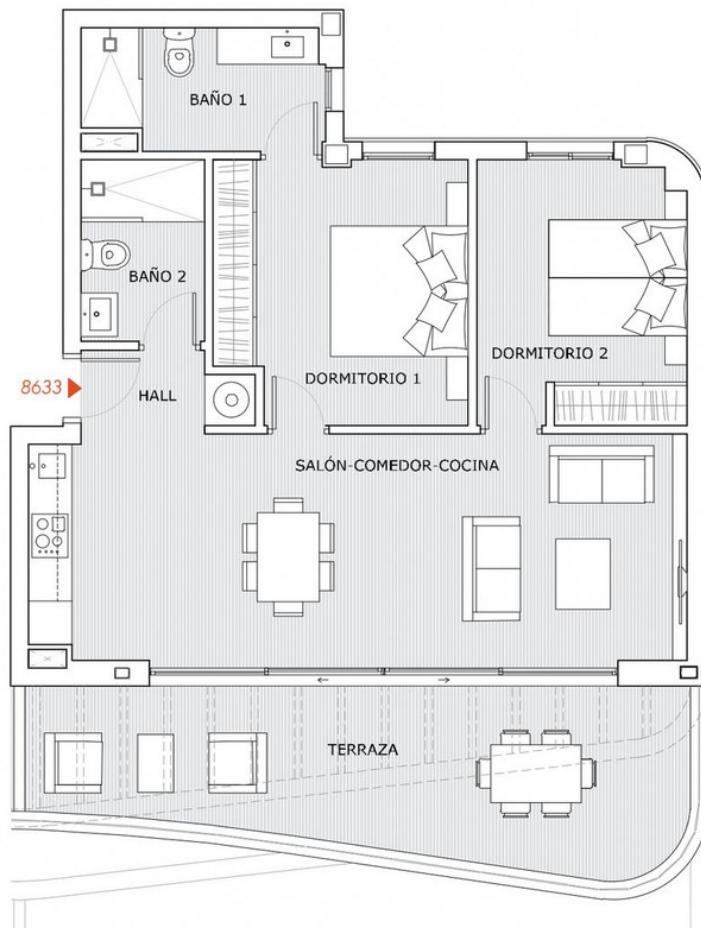 BAÑO 1
BAÑO 2
DORMITORIO 2
DORMITORIO 1
8633
HALL
SALÓN-COMEDOR-COCINA
TERRAZA